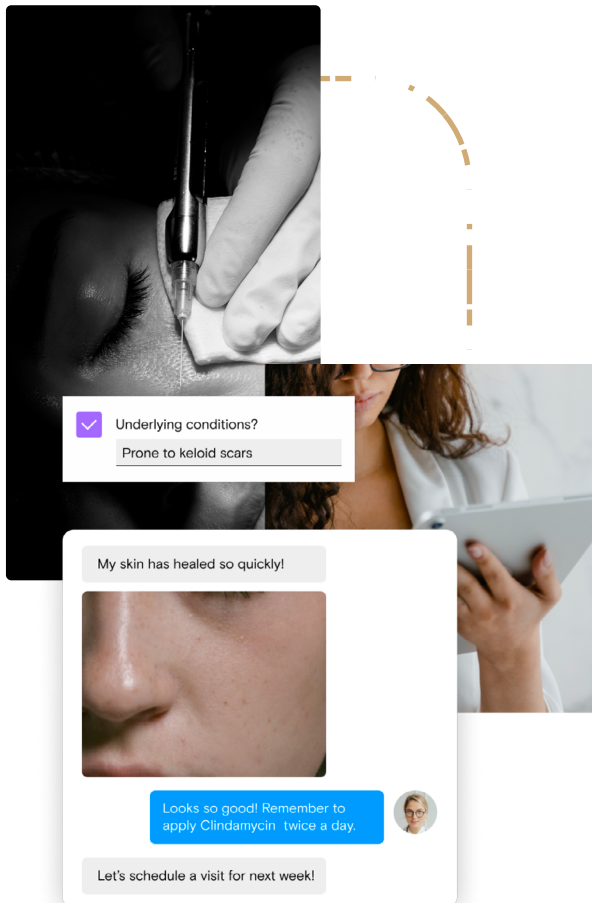 Underlying conditions?
Prone to keloid scars
My skin has healed so quickly!
Looks so good! Remember to
apply Clindamycin  twice a day.
Let's schedule a visit for next week!